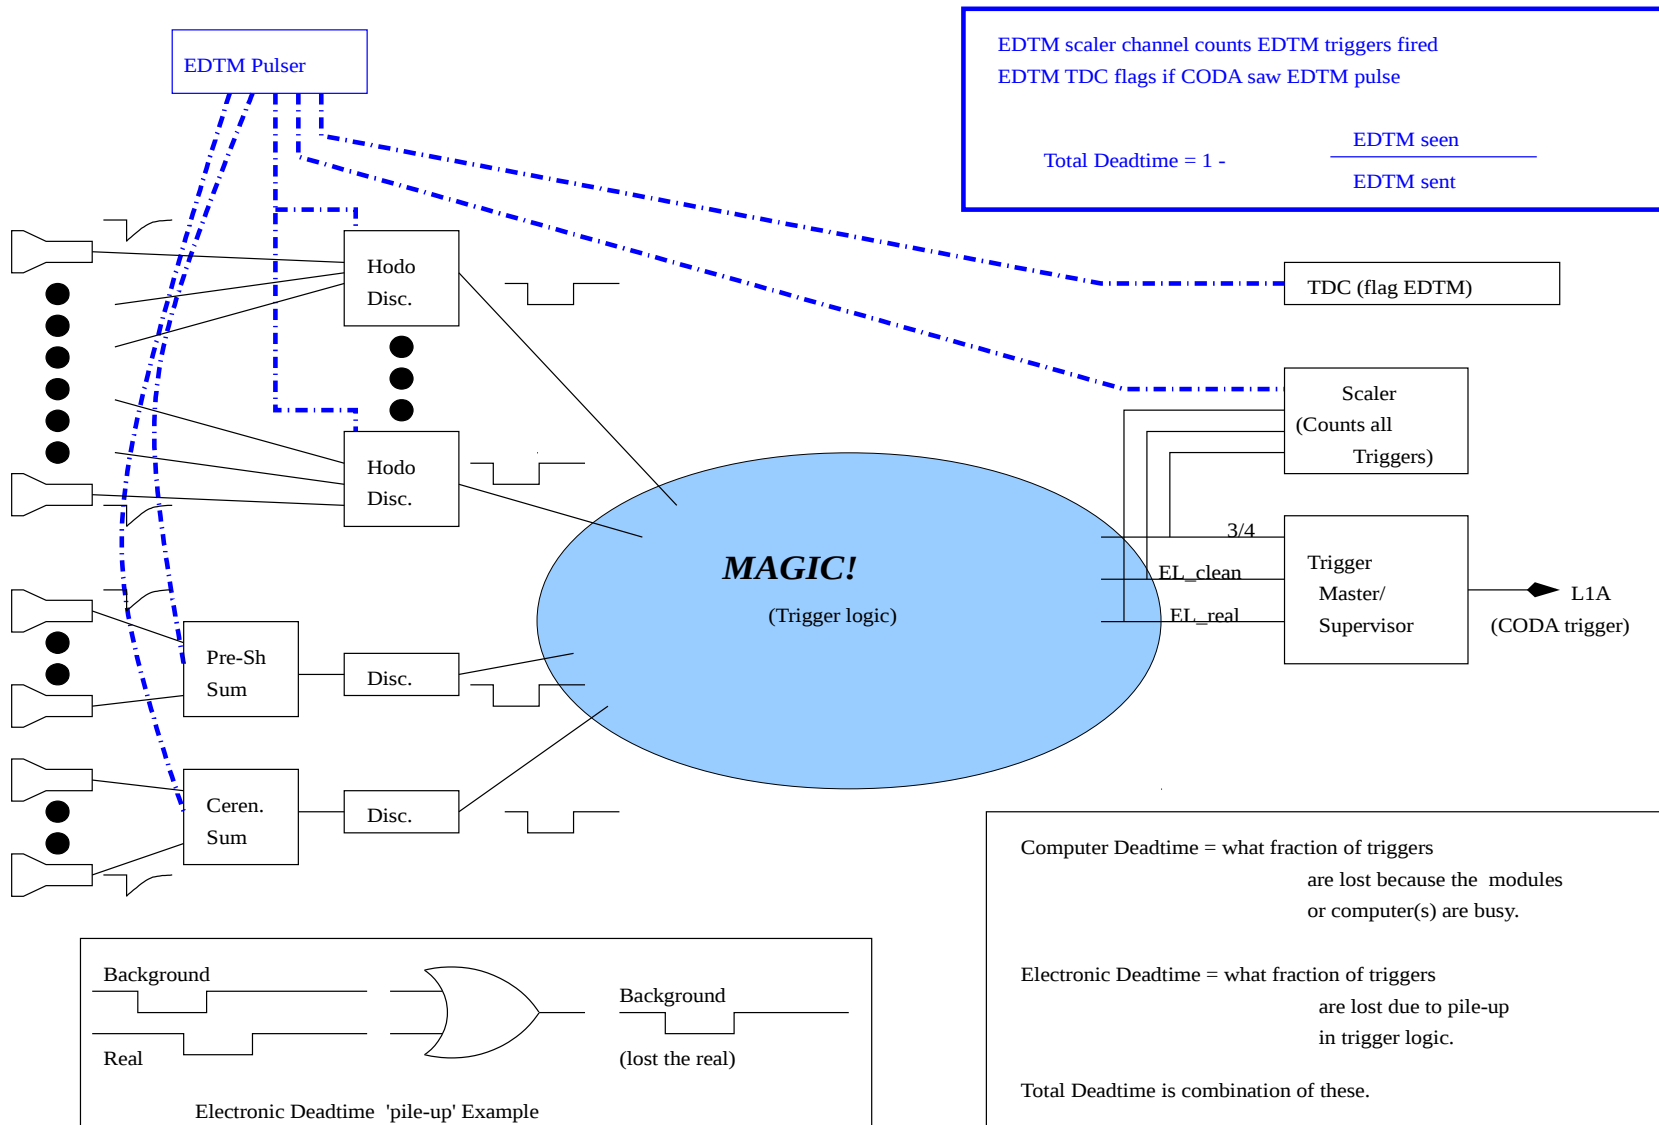 EDTM Pulser
EDTM scaler channel counts EDTM triggers fired
EDTM TDC flags if CODA saw EDTM pulse
Total Deadtime = 1 -
EDTM seen
EDTM sent
Hodo
Disc.
TDC (flag EDTM)
Scaler
(Counts all
Triggers)
Hodo
Disc.
MAGIC!
(Trigger logic)
3/4
EL_clean
EL_real
Trigger
Master/
Supervisor
L1A
(CODA trigger)
Pre-Sh
Sum
Disc.
Ceren.
Sum
Disc.
Computer Deadtime = what fraction of triggers
are lost because the modules
or computer(s) are busy.
Electronic Deadtime = what fraction of triggers
are lost due to pile-up
in trigger logic.
Total Deadtime is combination of these.
Background
Real
Background
(lost the real)
Electronic Deadtime 'pile-up' Example